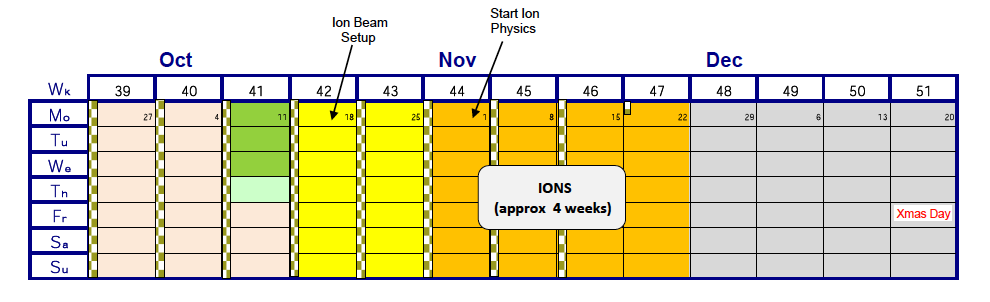 Ion Beam
Setup
Start Ion
Physics
Oct Nov Dec
Wk 39 40 41 42 43 44 45 46 47 48 49 50 51
Mo 27 4 11 18 25 1 8 15 22 29 6 13 20
Tu
We
Th
IONS
(approx 4 weeks)
Fr Xmas Day
Sa
Su